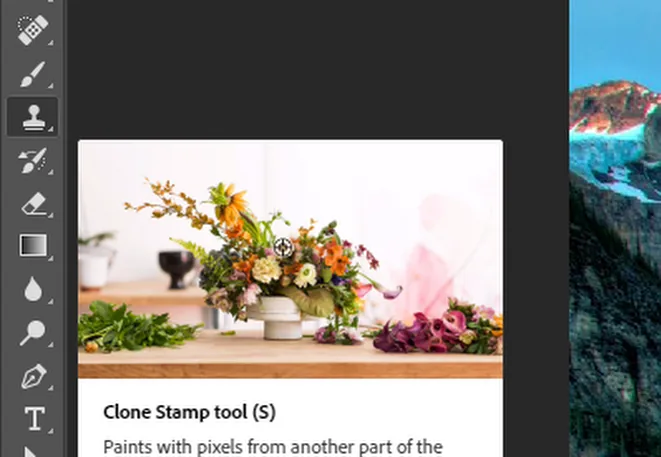 Clone Stamp tool (S)
Paints with pixels from another part of the
T